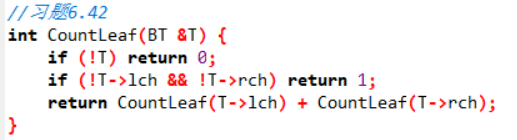 //习题6.42
int CountLeaf(BT &T) {
    if (!T) return 0;
    if (!T->lch && !T->rch) return 1;
    return CountLeaf(T->lch) + CountLeaf(T->rch);
}